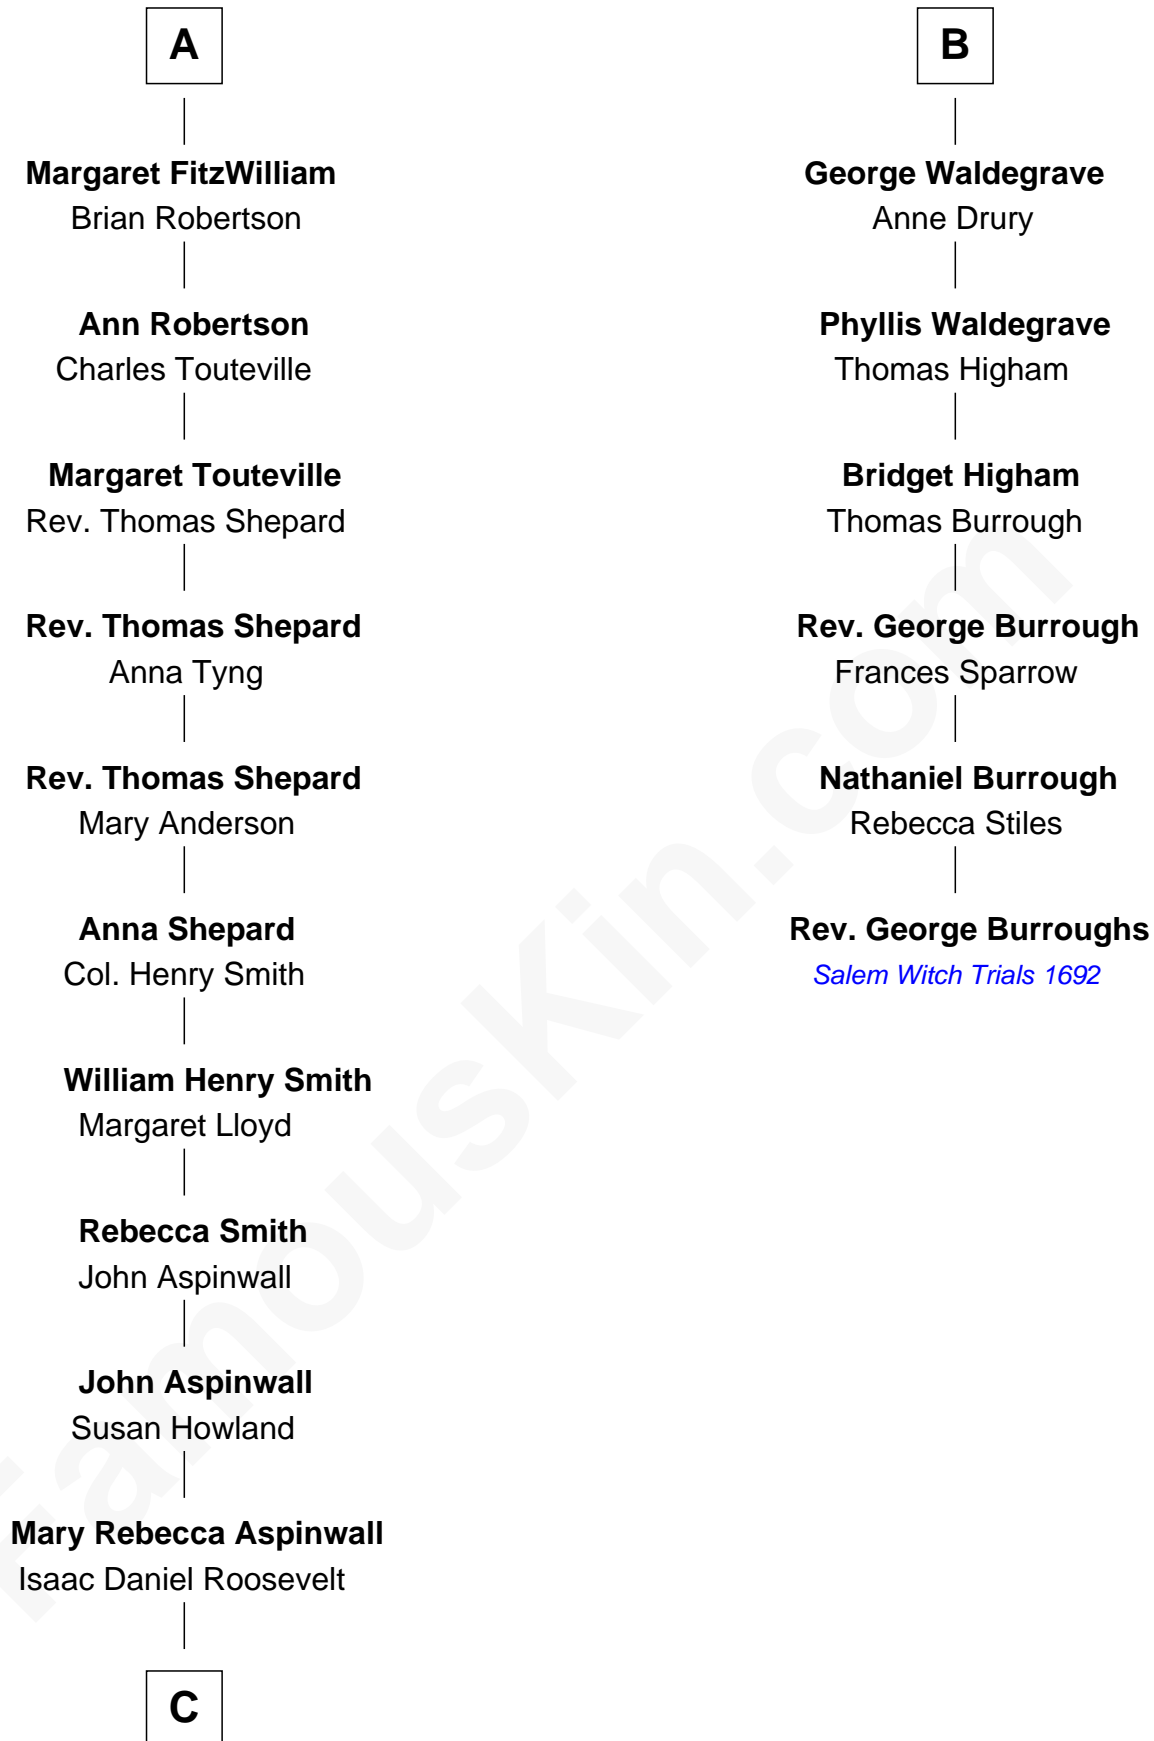 A
Margaret FitzWilliam
Brian Robertson
Ann Robertson
Charles Touteville
Margaret Touteville
Rev. Thomas Shepard
Rev. Thomas Shepard
Anna Tyng
Rev. Thomas Shepard
Mary Anderson
Anna Shepard
Col. Henry Smith
William Henry Smith
Margaret Lloyd
Rebecca Smith
John Aspinwall
John Aspinwall
Susan Howland
Mary Rebecca Aspinwall
Isaac Daniel Roosevelt
C
B
George Waldegrave
Anne Drury
Phyllis Waldegrave
Thomas Higham
Bridget Higham
Thomas Burrough
Rev. George Burrough
Frances Sparrow
Nathaniel Burrough
Rebecca Stiles
Rev. George Burroughs
Salem Witch Trials 1692
FamousKin.com